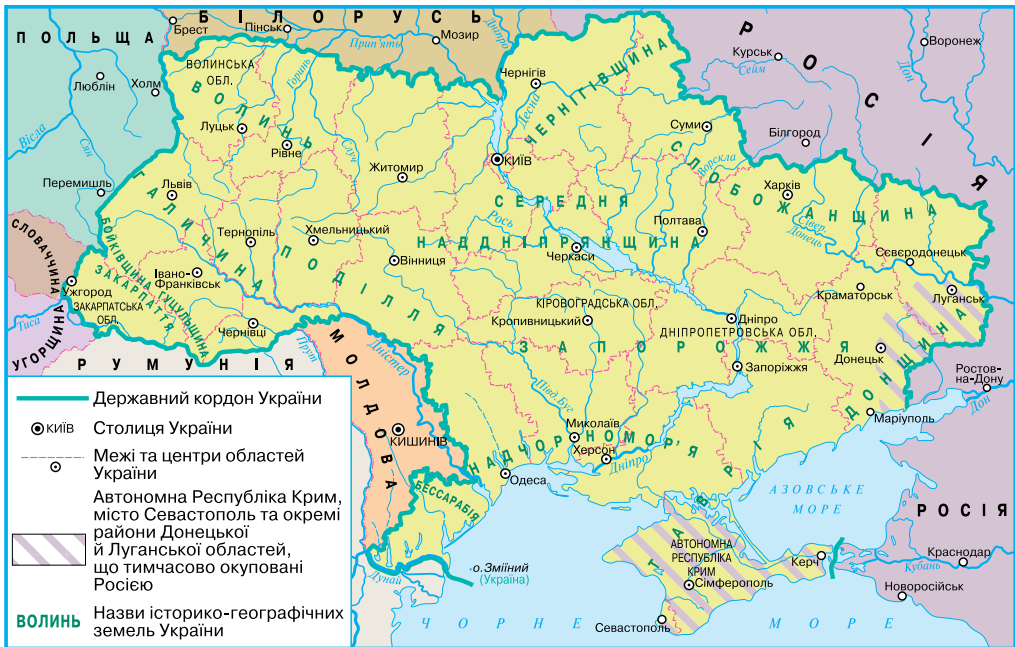 БІЛОРУСЬ
ПОЛЬЩА
РОСІЯ
Брест
Пінськ
Прип'ять
Мозир
Дніпро
Курськ
Сейм
Воронеж
Дон
Люблін
Холм
ВОЛИНСЬКА
ОБЛ.
ВОЛИНЬ
Горинь
Чернігів
Десна
ЧЕРНІГІВЩИНА
Вісла
Сян
Луцьк
Рівне
Случ
Житомир
КИЇВ
Суми
Ворскла
Білгород
СЛОБОЖАНЩИНА
Перемишль
Львів
ГАЛИЧИНА
СЕРЕДНЯ
НАДДНІПРЯНЩИНА
Рось
Черкаси
Полтава
Харків
Сівер.
Донець
СЛОВАЧЧИНА
БОЙКІВЩИНА
ГУЦУЛЬЩИНА
ЗАКАРПАТТЯ
Тернопіль
Хмельницький
Вінниця
ПОДІЛЛЯ
Сєвєродонецьк
Ужгород
Івано-
Франківськ
ЗАКАРПАТСЬКА
ОБЛ.
Чернівці
КІРОВОГРАДСЬКА ОБЛ.
Кропивницький
Дніпро
ДНІПРОПЕТРОВСЬКА ОБЛ.
Краматорськ
Луганськ
Тиса
УГОРЩИНА
РУМУНІЯ
Прут
МОЛДОВА
Дністер
ЗАПОРОЖЖЯ
Запоріжжя
Донецьк
ДОНЩИНА
Ростов-
на-Дону
Дон
Маріуполь
КИШИНІВ
Півд.Буг
Миколаїв
Херсон
Дніпро
НАДЧОРНОМОР'Я
ТАВРІЯ
Одеса
БЕССАРАБІЯ
АЗОВСЬКЕ
МОРЕ
РОСІЯ
Дунай
о.Зміїний
(Україна)
АВТОНОМНА
РЕСПУБЛІКА
КРИМ
Сімферополь
Керч
Краснодар
Кубань
Новоросійськ
Севастополь
ЧОРНЕ МОРЕ
Державний кордон України
КИЇВ Столиця України
Межі та центри областей
України
Автономна Республіка Крим,
місто Севастополь та окремі
райони Донецької
й Луганської областей,
що тимчасово окуповані
Росією
ВОЛИНЬ Назви історико-географічних
земель України